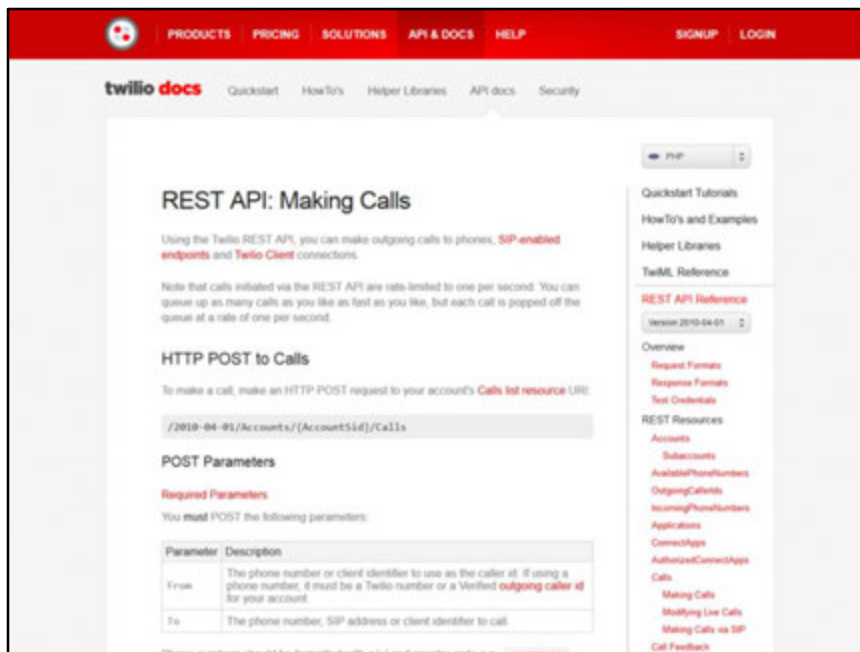 PRODUCTS PRICING SOLUTIONS API & DOCS HELP SIGNUP LOGIN
twilio docs Quickstart HowTo's Helper Libraries API docs Security
PHP
REST API: Making Calls
Using the Twilio REST API, you can make outgoing calls to phones, SIP-enabled
endpoints and Twilio Client connections.
Note that calls initiated via the REST API are rate-limited to one per second. You can
queue up as many calls as you like as fast as you like, but each call is popped off the
queue at a rate of one per second.
HTTP POST to Calls
To make a call, make an HTTP POST request to your account's Calls list resource URI:
/2010-04-01/Accounts/{AccountSid}/Calls
POST Parameters
Required Parameters
You must POST the following parameters:
Parameter Description
From
The phone number or client identifier to use as the caller id. If using a
phone number, it must be a Twilio number or a Verified outgoing caller id
for your account.
To The phone number, SIP address or client identifier to call
Quickstart Tutorials
HowTo's and Examples
Helper Libraries
TwiML Reference
REST API Reference
Version 2010-04-01
Overview
Request Formats
Response Formats
Test Credentials
REST Resources
Accounts
Subaccounts
AvailablePhoneNumbers
OutgoingCallerIds
IncomingPhoneNumbers
Applications
ConnectApps
AuthorizedConnectApps
Calls
Making Calls
Modifying Live Calls
Making Calls via SIP
Call Feedback